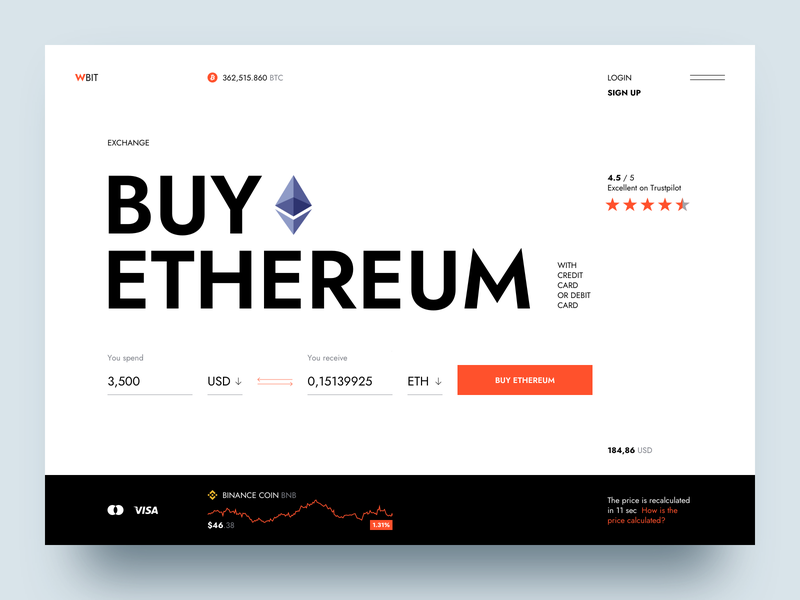 WBIT
362,515.860 BTC
LOGIN
SIGN UP
EXCHANGE
BUY
ETHEREUM
WITH
CREDIT
CARD
OR DEBIT
CARD
4.5 / 5
Excellent on Trustpilot
You spend
3,500
USD
You receive
0,15139925
ETH
BUY ETHEREUM
184,86 USD
VISA
BINANCE COIN BNB
$46.38
1.31%
The price is recalculated
in 11 sec How is the
price calculated?